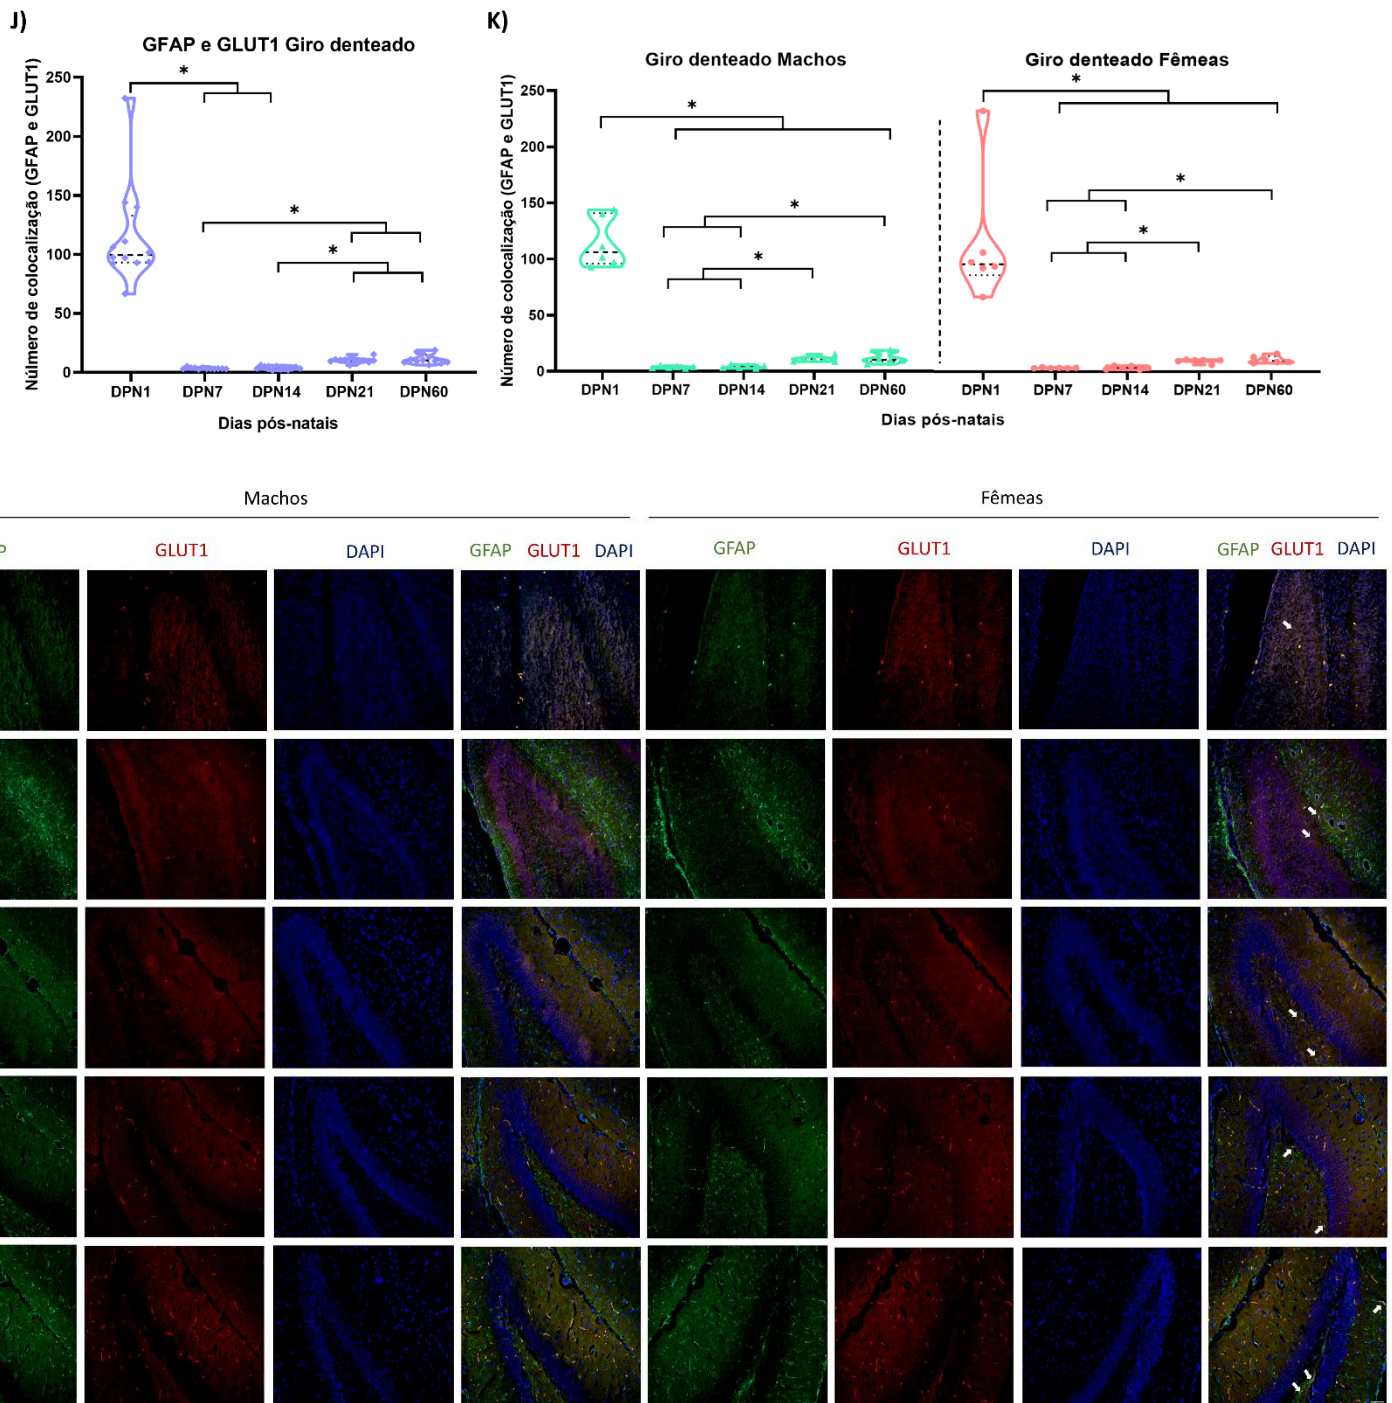 J)
GFAP e GLUT1 Giro denteado
Número de colocalização (GFAP e GLUT1)
250
200
150
100
50
0
*
*
*
DPN1 DPN7 DPN14 DPN21 DPN60
Dias pós-natais
K)
Giro denteado Machos
Giro denteado Fêmeas
Número de colocalização (GFAP e GLUT1)
250
200
150
100
50
0
*
*
*
*
*
*
DPN1 DPN7 DPN14 DPN21 DPN60 DPN1 DPN7 DPN14 DPN21 DPN60
Dias pós-natais
Machos
Fêmeas
P GLUT1 DAPI GFAP GLUT1 DAPI GFAP GLUT1 DAPI GFAP GLUT1 DAPI